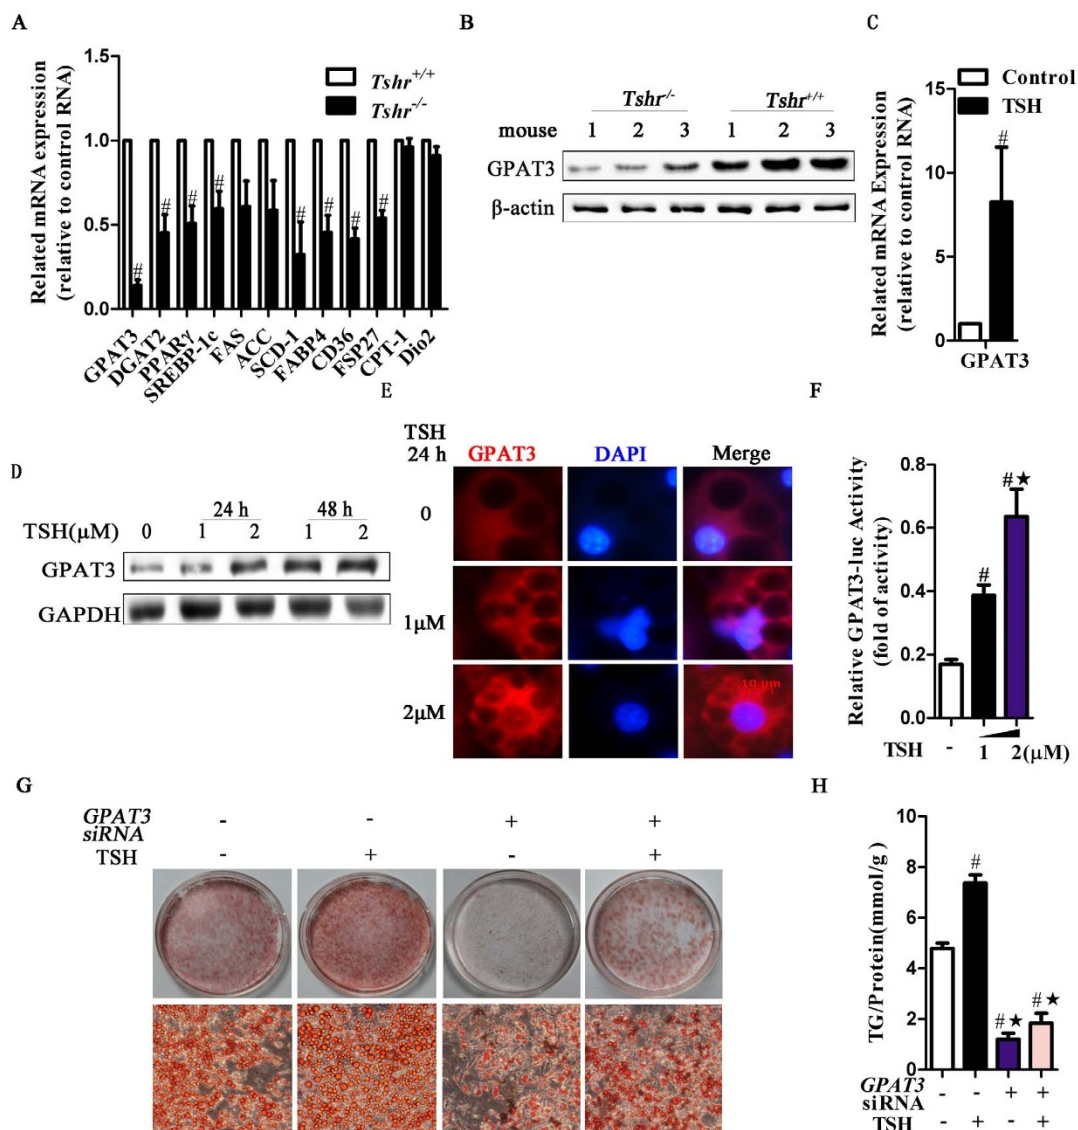 A
Related mRNA expression
(relative to control RNA)
1.5
1.0
0.5
0.0
Tshr+/+
Tshr-/-
#
#
#
#
#
#
#
#
GPAT3
DGAT2
PPARγ
SREBP-1c
FAS
ACC
SCD-1
FABP4
CD36
FSP27
CPT-1
Dio2
B
Tshr-/- Tshr+/+
mouse 1 2 3 1 2 3
GPAT3
β-actin
C
Related mRNA Expression
(relative to control RNA)
15
10
5
0
Control
TSH
#
GPAT3
D
24 h 48 h
TSH(μM) 0 1 2 1 2
GPAT3
GAPDH
E
TSH
24 h GPAT3 DAPI Merge
0
1μM
2μM
10 μm
F
Relative GPAT3-luc Activity
(fold of activity)
0.8
0.6
0.4
0.2
0.0
#
#★
TSH - 1 2(μM)
G
GPAT3
siRNA - - + +
TSH - + - +
H
TG/Protein(mmol/g)
10
8
6
4
2
0
#
#★
#★
GPAT3
siRNA - - + +
TSH - + - +